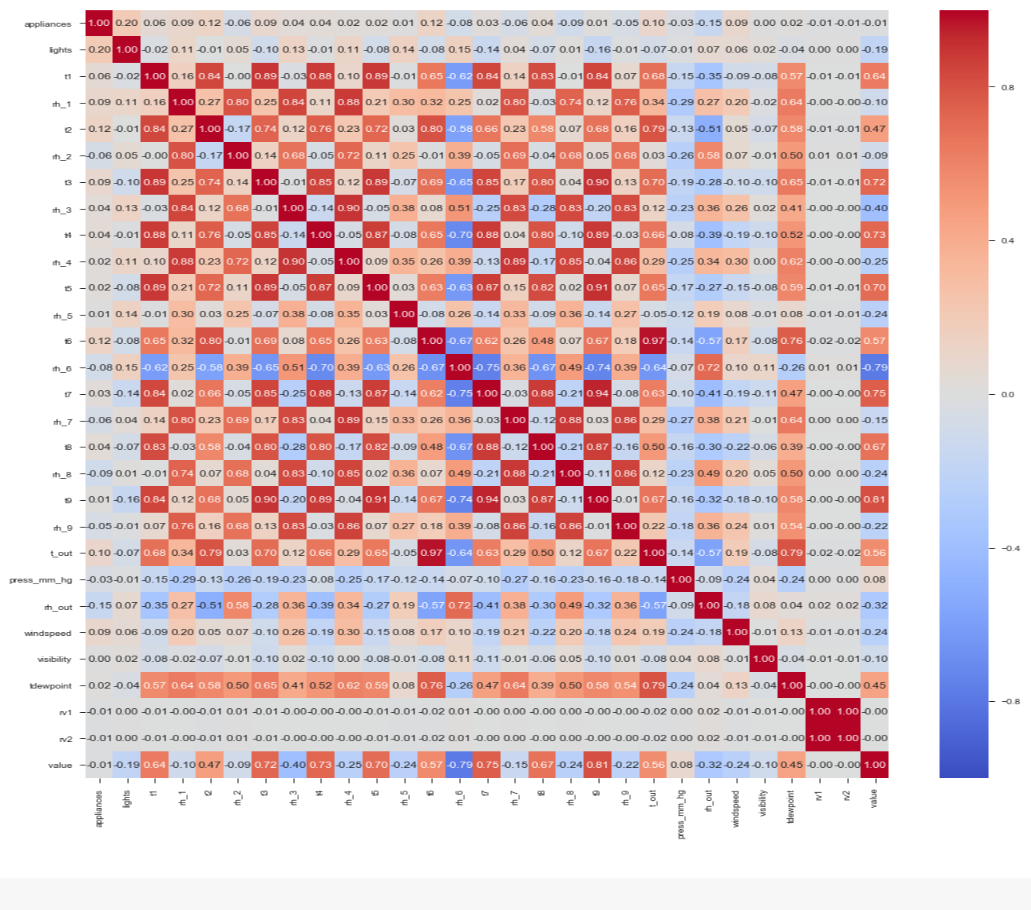 appliances 1.00 0.20 0.06 0.09 0.12 -0.06 0.09 0.04 0.04 0.02 0.02 0.01 0.12 -0.08 0.03 -0.06 0.04 -0.09 0.01 -0.05 0.10 -0.03 -0.15 0.09 0.00 0.02 -0.01 -0.01 -0.01
lights 0.20 1.00 -0.02 0.11 -0.01 0.05 -0.10 0.13 -0.01 0.11 -0.08 0.14 -0.08 0.15 -0.14 0.04 -0.07 0.01 -0.16 -0.01 -0.07 -0.01 0.07 0.06 0.02 -0.04 0.00 0.00 -0.19
t1 0.06 -0.02 1.00 0.16 0.84 -0.00 0.89 -0.03 0.88 0.10 0.89 -0.01 0.65 -0.62 0.84 0.14 0.83 -0.01 0.84 0.07 0.68 -0.15 -0.35 -0.09 -0.08 0.57 -0.01 -0.01 0.64
rh_1 0.09 0.11 0.16 1.00 0.27 0.80 0.25 0.84 0.11 0.88 0.21 0.30 0.32 0.25 0.02 0.80 -0.03 0.74 0.12 0.76 0.34 -0.29 0.27 0.20 -0.02 0.64 -0.00 -0.00 -0.10
t2 0.12 -0.01 0.84 0.27 1.00 -0.17 0.74 0.12 0.76 0.23 0.72 0.03 0.80 -0.58 0.66 0.23 0.58 0.07 0.68 0.16 0.79 -0.13 -0.51 0.05 -0.07 0.58 -0.01 -0.01 0.47
rh_2 -0.06 0.05 -0.00 0.80 -0.17 1.00 0.14 0.68 -0.05 0.72 0.11 0.25 -0.01 0.39 -0.05 0.69 -0.04 0.68 0.05 0.68 0.03 -0.26 0.58 0.07 -0.01 0.50 0.01 0.01 -0.09
t3 0.09 -0.10 0.89 0.25 0.74 0.14 1.00 -0.01 0.85 0.12 0.89 -0.07 0.69 -0.65 0.85 0.17 0.80 0.04 0.90 0.13 0.70 -0.19 -0.28 -0.10 -0.10 0.65 -0.01 -0.01 0.72
rh_3 0.04 0.13 -0.03 0.84 0.12 0.68 -0.01 1.00 -0.14 0.90 -0.05 0.38 0.08 0.51 -0.25 0.83 -0.28 0.83 -0.20 0.83 0.12 -0.23 0.36 0.26 0.02 0.41 -0.00 -0.00 -0.40
t4 0.04 -0.01 0.88 0.11 0.76 -0.05 0.85 -0.14 1.00 -0.05 0.87 -0.08 0.65 -0.70 0.88 0.04 0.80 -0.10 0.89 -0.03 0.66 -0.08 -0.39 -0.19 -0.10 0.52 -0.00 -0.00 0.73
rh_4 0.02 0.11 0.10 0.88 0.23 0.72 0.12 0.90 -0.05 1.00 0.09 0.35 0.26 0.39 -0.13 0.89 -0.17 0.85 -0.04 0.86 0.29 -0.25 0.34 0.30 0.00 0.62 -0.00 -0.00 -0.25
t5 0.02 -0.08 0.89 0.21 0.72 0.11 0.89 -0.05 0.87 0.09 1.00 0.03 0.63 -0.63 0.87 0.15 0.82 0.02 0.91 0.07 0.65 -0.17 -0.27 -0.15 -0.08 0.59 -0.01 -0.01 0.70
rh_5 0.01 0.14 -0.01 0.30 0.03 0.25 -0.07 0.38 -0.08 0.35 0.03 1.00 -0.08 0.26 -0.14 0.33 -0.09 0.36 -0.14 0.27 -0.05 -0.12 0.19 0.08 -0.01 0.08 -0.01 -0.01 -0.24
t6 0.12 -0.08 0.65 0.32 0.80 -0.01 0.69 0.08 0.65 0.26 0.63 -0.08 1.00 -0.67 0.62 0.26 0.48 0.07 0.67 0.18 0.97 -0.14 -0.57 0.17 -0.08 0.76 -0.02 -0.02 0.57
rh_6 -0.08 0.15 -0.62 0.25 -0.58 0.39 -0.65 0.51 -0.70 0.39 -0.63 0.26 -0.67 1.00 -0.75 0.36 -0.67 0.49 -0.74 0.39 -0.64 -0.07 0.72 0.10 0.11 -0.26 0.01 0.01 -0.79
t7 0.03 -0.14 0.84 0.02 0.66 -0.05 0.85 -0.25 0.88 -0.13 0.87 -0.14 0.62 -0.75 1.00 -0.03 0.88 -0.21 0.94 -0.08 0.63 -0.10 -0.41 -0.19 -0.11 0.47 -0.00 -0.00 0.75
rh_7 -0.06 0.04 0.14 0.80 0.23 0.69 0.17 0.83 0.04 0.89 0.15 0.33 0.26 0.36 -0.03 1.00 -0.12 0.88 0.03 0.86 0.29 -0.27 0.38 0.21 -0.01 0.64 0.00 0.00 -0.15
t8 0.04 -0.07 0.83 -0.03 0.58 -0.04 0.80 -0.28 0.80 -0.17 0.82 -0.09 0.48 -0.67 0.88 -0.12 1.00 -0.21 0.87 -0.16 0.50 -0.16 -0.30 -0.22 -0.06 0.39 -0.00 -0.00 0.67
rh_8 -0.09 0.01 -0.01 0.74 0.07 0.68 0.04 0.83 -0.10 0.85 0.02 0.36 0.07 0.49 -0.21 0.88 -0.21 1.00 -0.11 0.86 0.12 -0.23 0.49 0.20 0.05 0.50 -0.00 -0.00 -0.24
t9 0.01 -0.16 0.84 0.12 0.68 0.05 0.90 -0.20 0.89 -0.04 0.91 -0.14 0.67 -0.74 0.94 0.03 0.87 -0.11 1.00 -0.01 0.67 -0.16 -0.32 -0.18 -0.10 0.58 -0.00 -0.00 0.81
rh_9 -0.05 -0.01 0.07 0.76 0.16 0.68 0.13 0.83 -0.03 0.86 0.07 0.27 0.18 0.39 -0.08 0.86 -0.16 0.86 -0.01 1.00 0.22 -0.18 0.36 0.24 0.01 0.54 -0.00 -0.00 -0.22
t_out 0.10 -0.07 0.68 0.34 0.79 0.03 0.70 0.12 0.66 0.29 0.65 -0.05 0.97 -0.64 0.63 0.29 0.50 0.12 0.67 0.22 1.00 -0.14 -0.57 0.19 -0.08 0.79 -0.02 -0.02 0.56
press_mm_hg -0.03 -0.01 -0.15 -0.29 -0.13 -0.26 -0.19 -0.23 -0.08 -0.25 -0.17 -0.12 -0.14 -0.07 -0.10 -0.27 -0.16 -0.23 -0.16 -0.18 -0.14 1.00 -0.09 -0.24 0.04 -0.24 0.00 0.00 0.08
rh_out -0.15 0.07 -0.35 0.27 -0.51 0.58 -0.28 0.36 -0.39 0.34 -0.27 0.19 -0.57 0.72 -0.41 0.38 -0.30 0.49 -0.32 0.36 -0.57 -0.09 1.00 -0.18 0.08 0.04 0.02 0.02 -0.32
windspeed 0.09 0.06 -0.09 0.20 0.05 0.07 -0.10 0.26 -0.19 0.30 -0.15 0.08 0.17 0.10 -0.19 0.21 -0.22 0.20 -0.18 0.24 0.19 -0.24 -0.18 1.00 -0.01 0.13 -0.01 -0.01 -0.24
visibility 0.00 0.02 -0.08 -0.02 -0.07 -0.01 -0.10 0.02 -0.10 0.00 -0.08 -0.01 -0.08 0.11 -0.11 -0.01 -0.06 0.05 -0.10 0.01 -0.08 0.04 0.08 -0.01 1.00 -0.04 -0.01 -0.01 -0.10
tdewpoint 0.02 -0.04 0.57 0.64 0.58 0.50 0.65 0.41 0.52 0.62 0.59 0.08 0.76 -0.26 0.47 0.64 0.39 0.50 0.58 0.54 0.79 -0.24 0.04 0.13 -0.04 1.00 -0.00 -0.00 0.45
rv1 -0.01 0.00 -0.01 -0.00 -0.01 0.01 -0.01 -0.00 -0.00 -0.00 -0.01 -0.01 -0.02 0.01 -0.00 0.00 -0.00 -0.00 -0.00 -0.00 -0.02 0.00 0.02 -0.01 -0.01 -0.00 1.00 1.00 -0.00
rv2 -0.01 0.00 -0.01 -0.00 -0.01 0.01 -0.01 -0.00 -0.00 -0.00 -0.01 -0.01 -0.02 0.01 -0.00 0.00 -0.00 -0.00 -0.00 -0.00 -0.02 0.00 0.02 -0.01 -0.01 -0.00 1.00 1.00 -0.00
value -0.01 -0.19 0.64 -0.10 0.47 -0.09 0.72 -0.40 0.73 -0.25 0.70 -0.24 0.57 -0.79 0.75 -0.15 0.67 -0.24 0.81 -0.22 0.56 0.08 -0.32 -0.24 -0.10 0.45 -0.00 -0.00 1.00
appliances lights t1 rh_1 t2 rh_2 t3 rh_3 t4 rh_4 t5 rh_5 t6 rh_6 t7 rh_7 t8 rh_8 t9 rh_9 t_out press_mm_hg rh_out windspeed visibility tdewpoint rv1 rv2 value
0.8
0.4
0.0
−0.4
−0.8